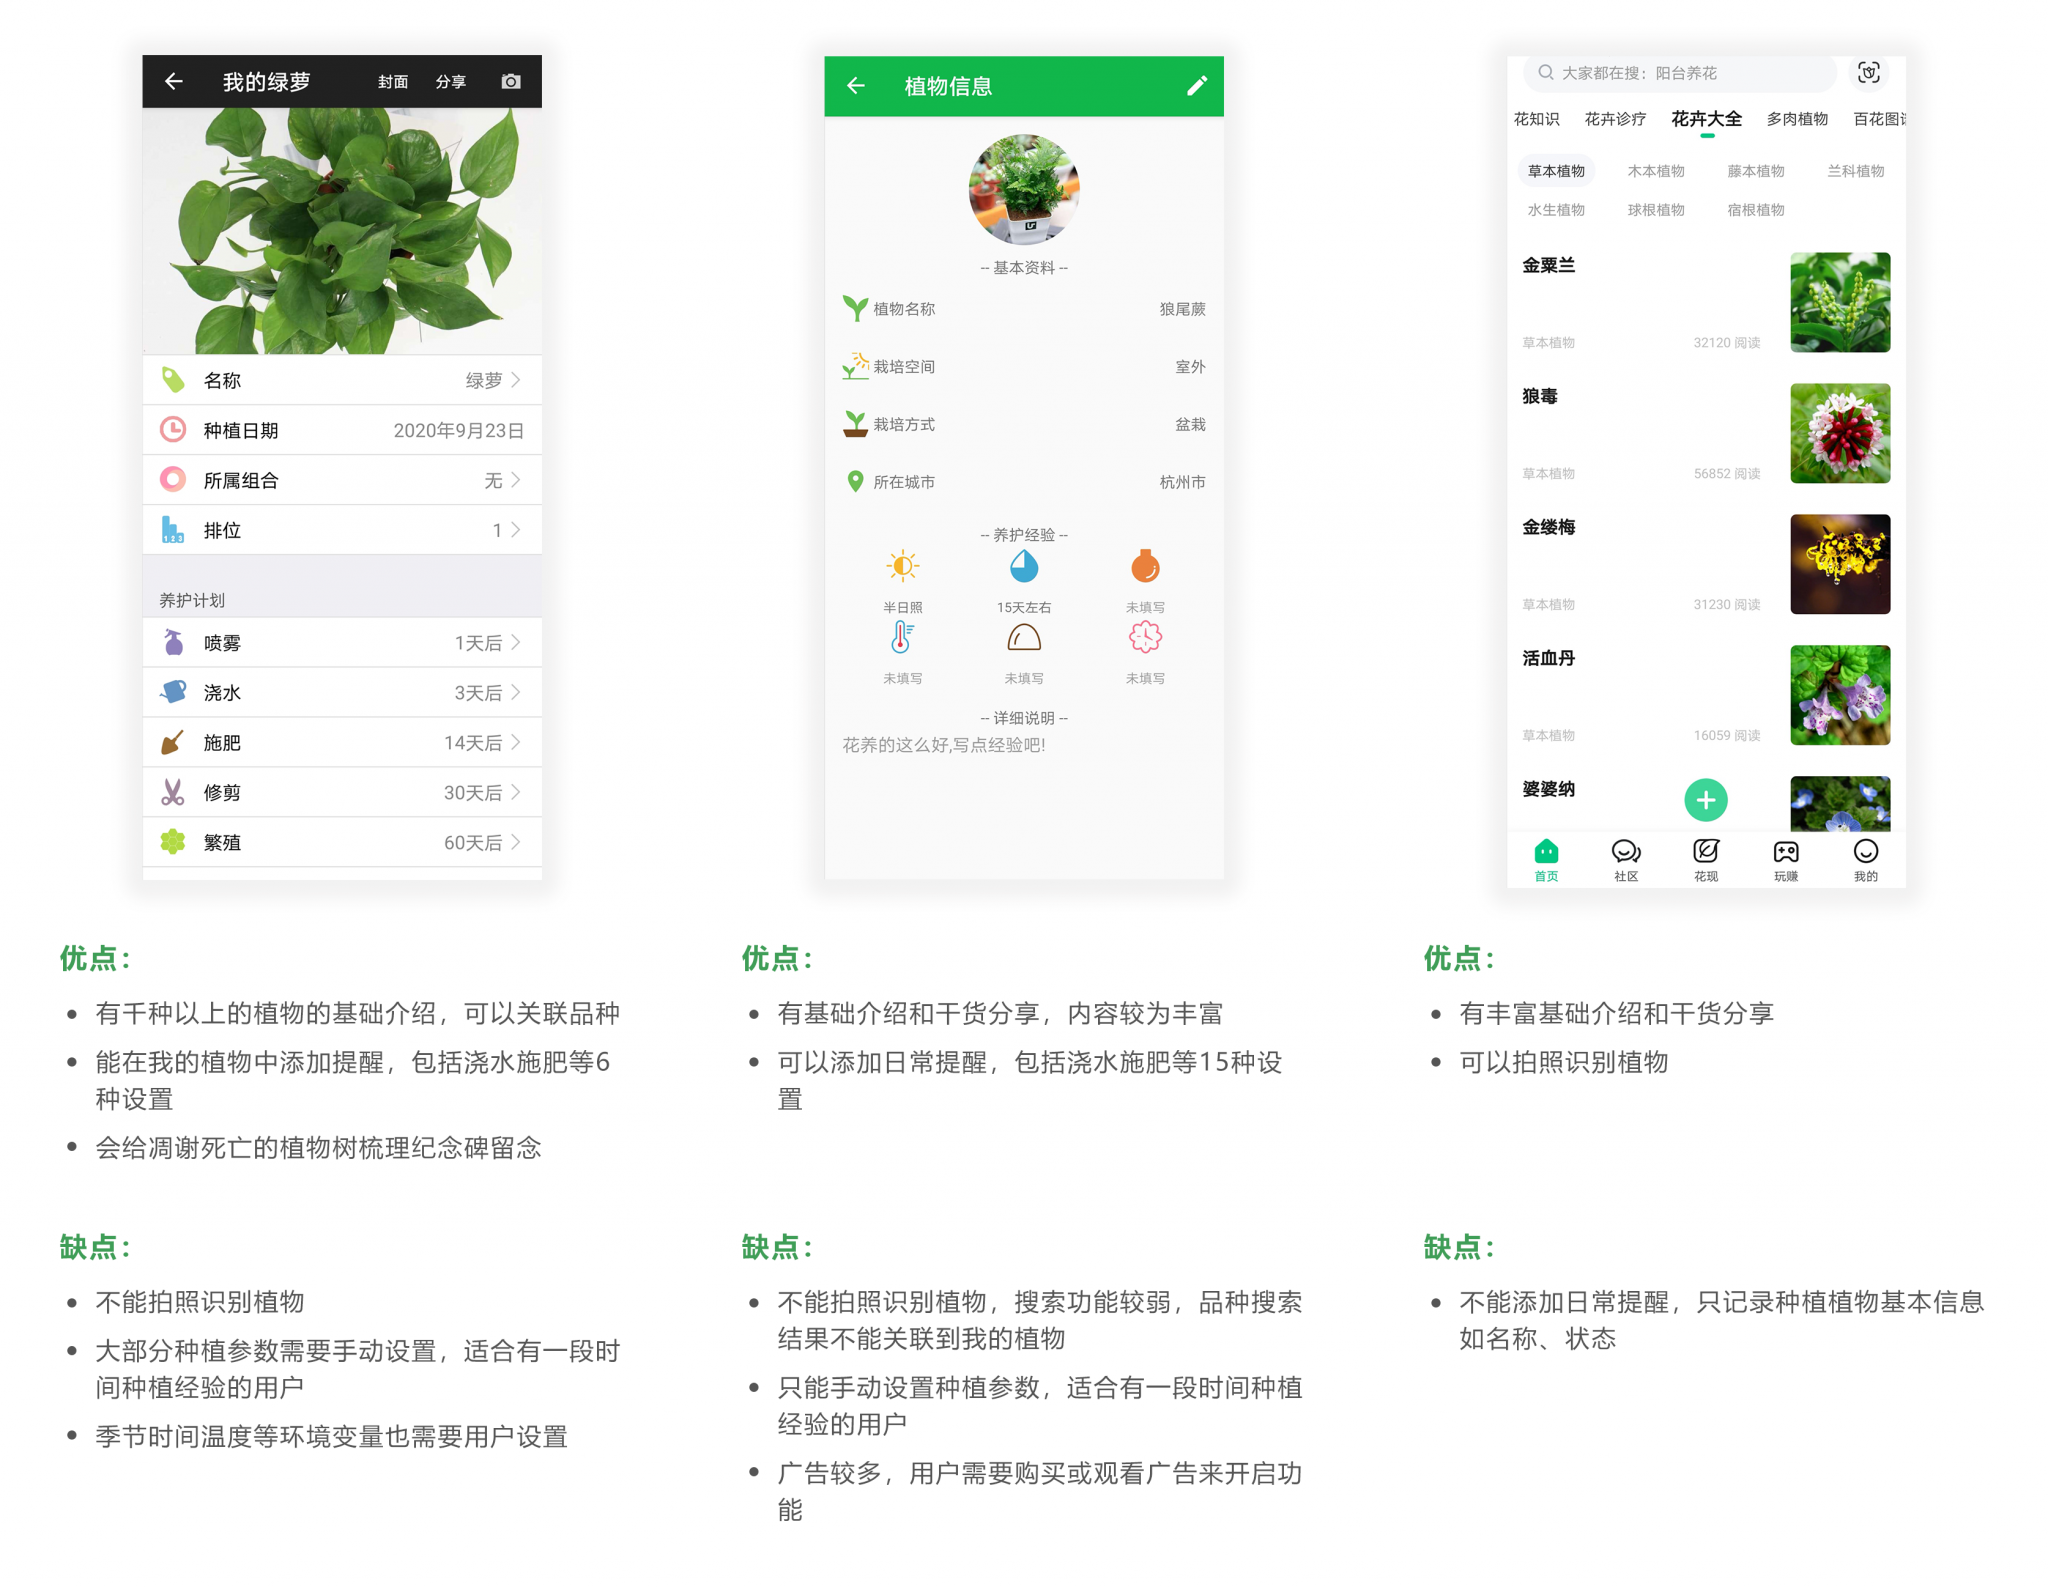 我的绿萝 封面 分享
名称 绿萝
种植日期 2020年9月23日
所属组合 无
排位 1
养护计划
喷雾 1天后
浇水 3天后
施肥 14天后
修剪 30天后
繁殖 60天后
优点：
有千种以上的植物的基础介绍，可以关联品种
能在我的植物中添加提醒，包括浇水施肥等6
种设置
会给凋谢死亡的植物树梳理纪念碑留念
缺点：
不能拍照识别植物
大部分种植参数需要手动设置，适合有一段时
间种植经验的用户
季节时间温度等环境变量也需要用户设置
植物信息
-- 基本资料 --
植物名称 狼尾蕨
栽培空间 室外
栽培方式 盆栽
所在城市 杭州市
-- 养护经验 --
半日照 15天左右 未填写
未填写 未填写 未填写
-- 详细说明 --
花养的这么好,写点经验吧!
优点：
有基础介绍和干货分享，内容较为丰富
可以添加日常提醒，包括浇水施肥等15种设
置
缺点：
不能拍照识别植物，搜索功能较弱，品种搜索
结果不能关联到我的植物
只能手动设置种植参数，适合有一段时间种植
经验的用户
广告较多，用户需要购买或观看广告来开启功
能
大家都在搜：阳台养花
花知识 花卉诊疗 花卉大全 多肉植物 百花图谱
草本植物 木本植物 藤本植物 兰科植物
水生植物 球根植物 宿根植物
金粟兰
草本植物 32120 阅读
狼毒
草本植物 56852 阅读
金缕梅
草本植物 31230 阅读
活血丹
草本植物 16059 阅读
婆婆纳
首页 社区 花现 玩赚 我的
优点：
有丰富基础介绍和干货分享
可以拍照识别植物
缺点：
不能添加日常提醒，只记录种植植物基本信息
如名称、状态